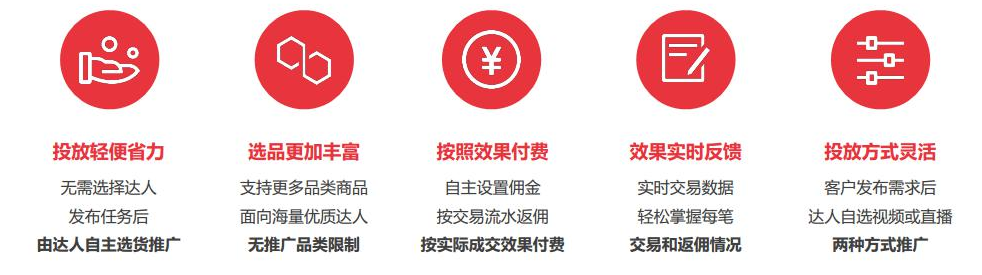 ¥
投放轻便省力
无需选择达人
发布任务后
由达人自主选货推广
选品更加丰富
支持更多品类商品
面向海量优质达人
无推广品类限制
按照效果付费
自主设置佣金
按交易流水返佣
按实际成交效果付费
效果实时反馈
实时交易数据
轻松掌握每笔
交易和返佣情况
投放方式灵活
客户发布需求后
达人自选视频或直播
两种方式推广